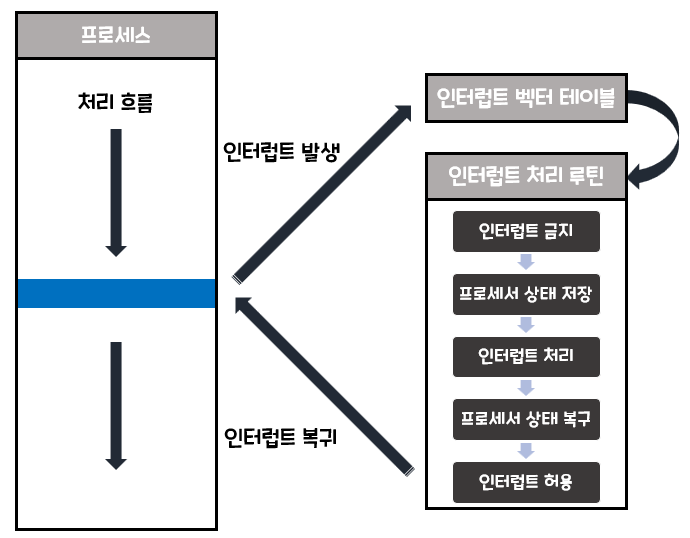 프로세스
처리 흐름
인터럽트 발생
인터럽트 복귀
인터럽트 벡터 테이블
인터럽트 처리 루틴
인터럽트 금지
프로세서 상태 저장
인터럽트 처리
프로세서 상태 복구
인터럽트 허용